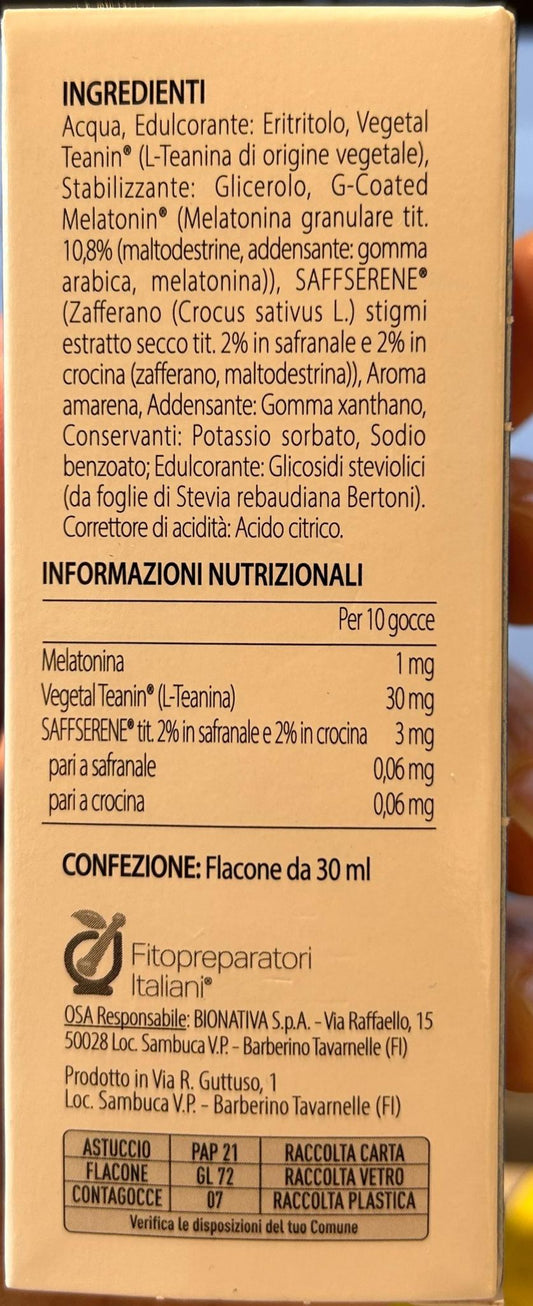 INGREDIENTI
Acqua, Edulcorante: Eritritolo, Vegetal
Teanin® (L-Teanina di origine vegetale),
Stabilizzante: Glicerolo, G-Coated
Melatonin® (Melatonina granulare tit.
10,8% (maltodestrine, addensante: gomma
arabica, melatonina)), SAFFSERENE®
(Zafferano (Crocus sativus L.) stigmi
estratto secco tit. 2% in safranale e 2% in
crocina (zafferano, maltodestrina)), Aroma
amarena, Addensante: Gomma xanthano,
Conservanti: Potassio sorbato, Sodio
benzoato; Edulcorante: Glicosidi steviolici
(da foglie di Stevia rebaudiana Bertoni).
Correttore di acidità: Acido citrico.
INFORMAZIONI NUTRIZIONALI
Per 10 gocce
Melatonina 1 mg
Vegetal Teanin® (L-Teanina) 30 mg
SAFFSERENE® tit. 2% in safranale e 2% in crocina 3 mg
pari a safranale 0,06 mg
pari a crocina 0,06 mg
CONFEZIONE: Flacone da 30 ml
Fitopreparatori
Italiani®
OSA Responsabile: BIONATIVA S.p.A. - Via Raffaello, 15
50028 Loc. Sambuca V.P. - Barberino Tavarnelle (FI)
Prodotto in Via R. Guttuso, 1
Loc. Sambuca V.P. - Barberino Tavarnelle (FI)
ASTUCCIO PAP 21 RACCOLTA CARTA
FLACONE GL 72 RACCOLTA VETRO
CONTAGOCCE 07 RACCOLTA PLASTICA
Verifica le disposizioni del tuo Comune